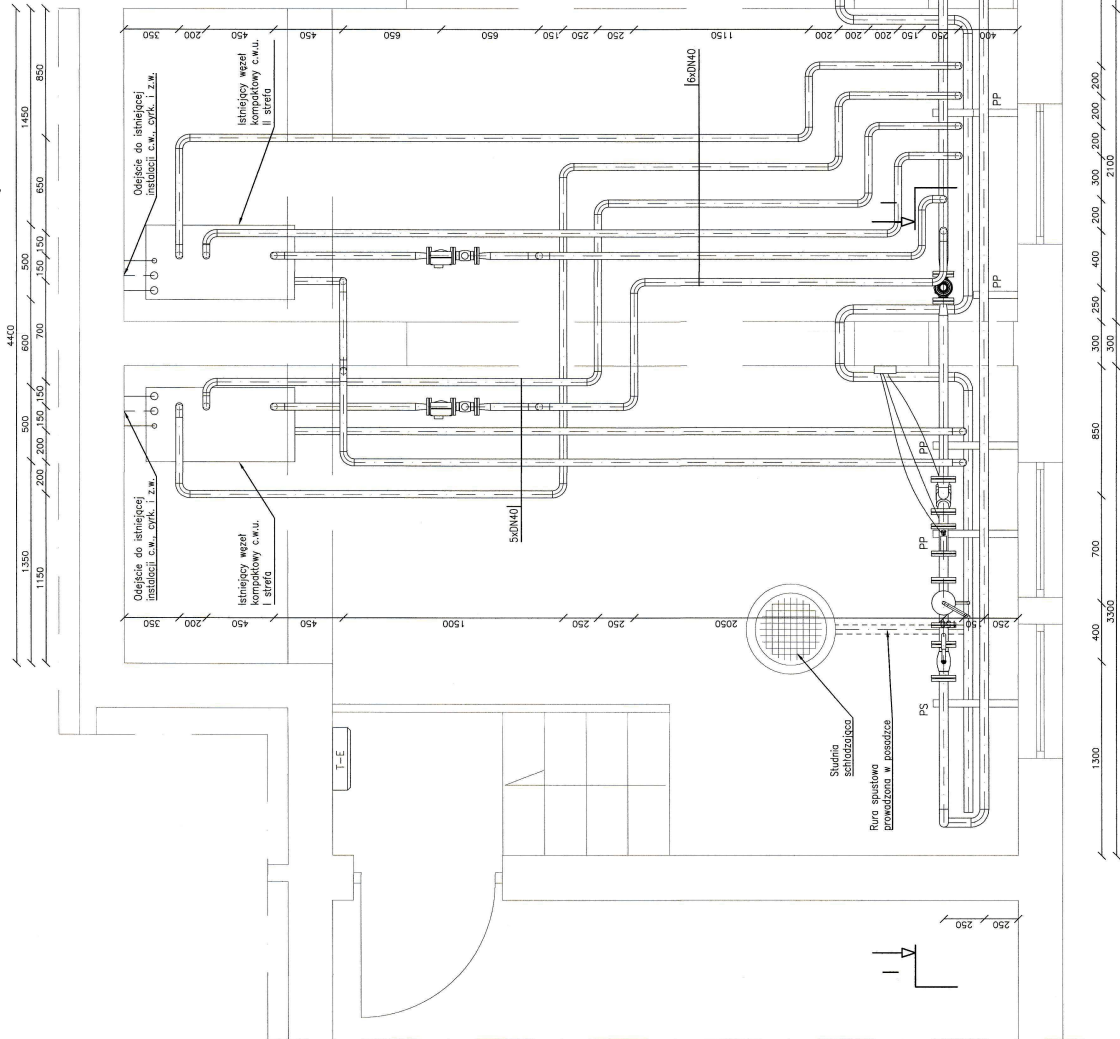 4400
1450
500
600
500
1350
850
650
150
150
700
150
150
200
200
1150
350
200
450
450
650
650
150
250
250
1150
200
200
200
150
250
400
Odejście do istniejącej
instalacji c.w., cyrk. i z.w.
Istniejący węzeł
kompaktowy c.w.u.
II strefa
6xDN40
Odejście do istniejącej
instalacji c.w., cyrk. i z.w.
Istniejący węzeł
kompaktowy c.w.u.
I strefa
5xDN40
350
200
450
450
1500
250
250
2050
250
PP
PP
PP
PP
PS
Studnia
schładzająca
Rura spustowa
prowadzona w posadzce
T-E
I
I
250
250
200
200
200
300
200
400
250
300
850
700
400
1300
2100
300
3300